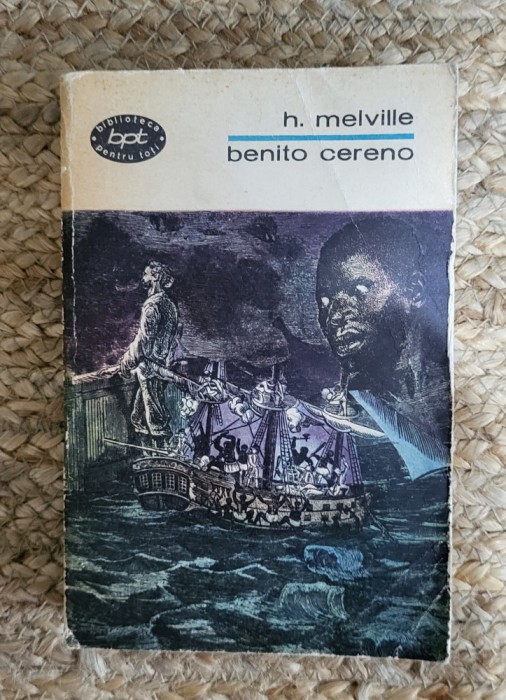 biblioteca
bpt
pentru toți
h. melville
benito cereno